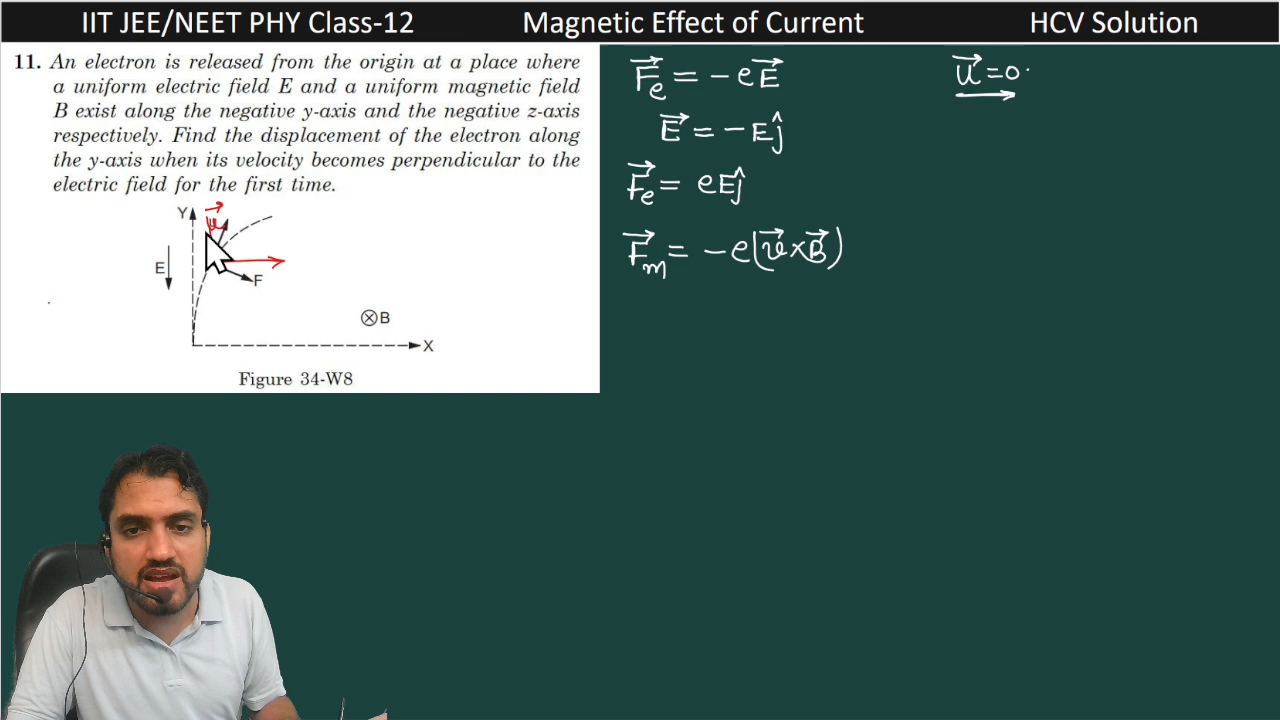 IIT JEE/NEET PHY Class-12 Magnetic Effect of Current HCV Solution
11. An electron is released from the origin at a place where
a uniform electric field E and a uniform magnetic field
B exist along the negative y-axis and the negative z-axis
respectively. Find the displacement of the electron along
the y-axis when its velocity becomes perpendicular to the
electric field for the first time.
Y
E
F
B
X
Figure 34-W8
F⃗e = -eE⃗
E⃗ = -Eĵ
F⃗e = eEĵ
F⃗m = -e(v⃗×B⃗)
u⃗=0